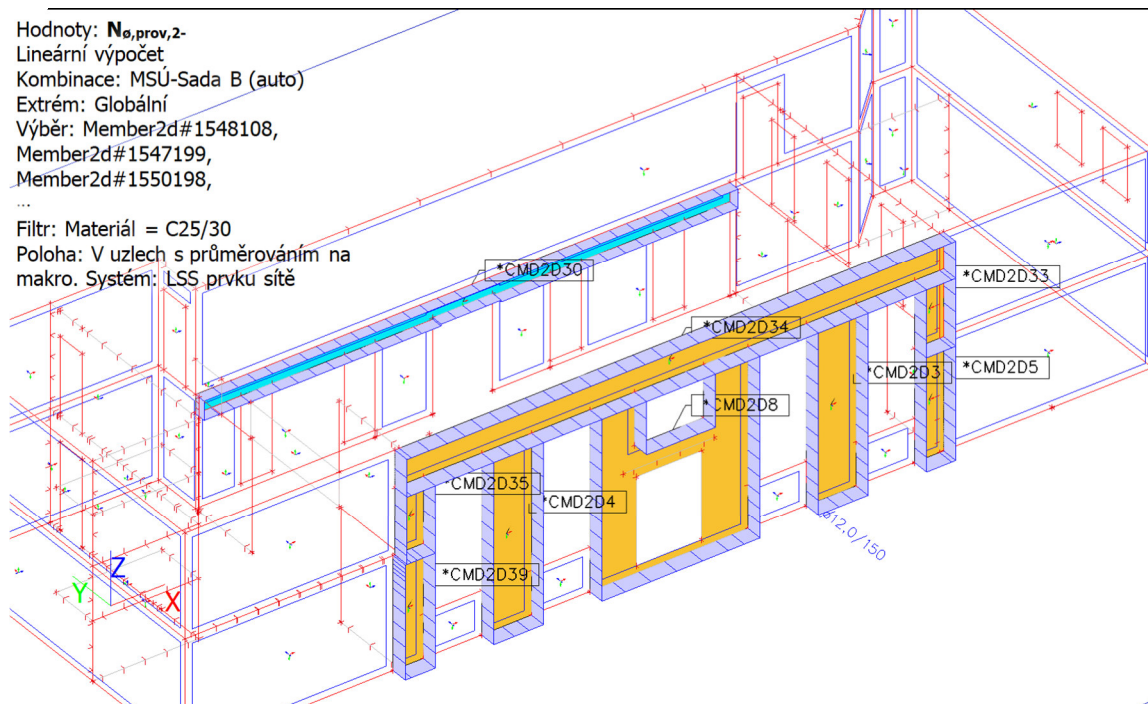 Hodnoty: Nø,prov,2-
Lineární výpočet
Kombinace: MSÚ-Sada B (auto)
Extrém: Globální
Výběr: Member2d#1548108,
Member2d#1547199,
Member2d#1550198,
...
Filtr: Materiál = C25/30
Poloha: V uzlech s průměrováním na
makro. Systém: LSS prvku sítě
*CMD2D30
*CMD2D33
*CMD2D34
*CMD2D3
*CMD2D5
*CMD2D8
*CMD2D35
*CMD2D4
ø12.0/150
*CMD2D39
Z
Y
X